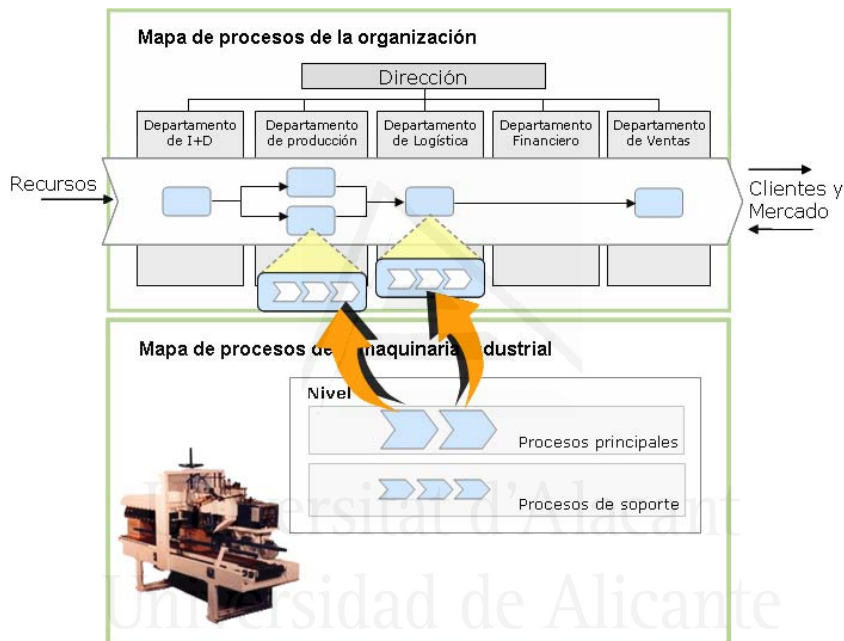 Mapa de procesos de la organización
Dirección
Departamento
de I+D
Departamento
de producción
Departamento
de Logística
Departamento
Financiero
Departamento
de Ventas
Recursos
Clientes y
Mercado
Mapa de procesos de maquinaria industrial
Nivel
Procesos principales
Procesos de soporte
Universitat d'Alacant
Universidad de Alicante